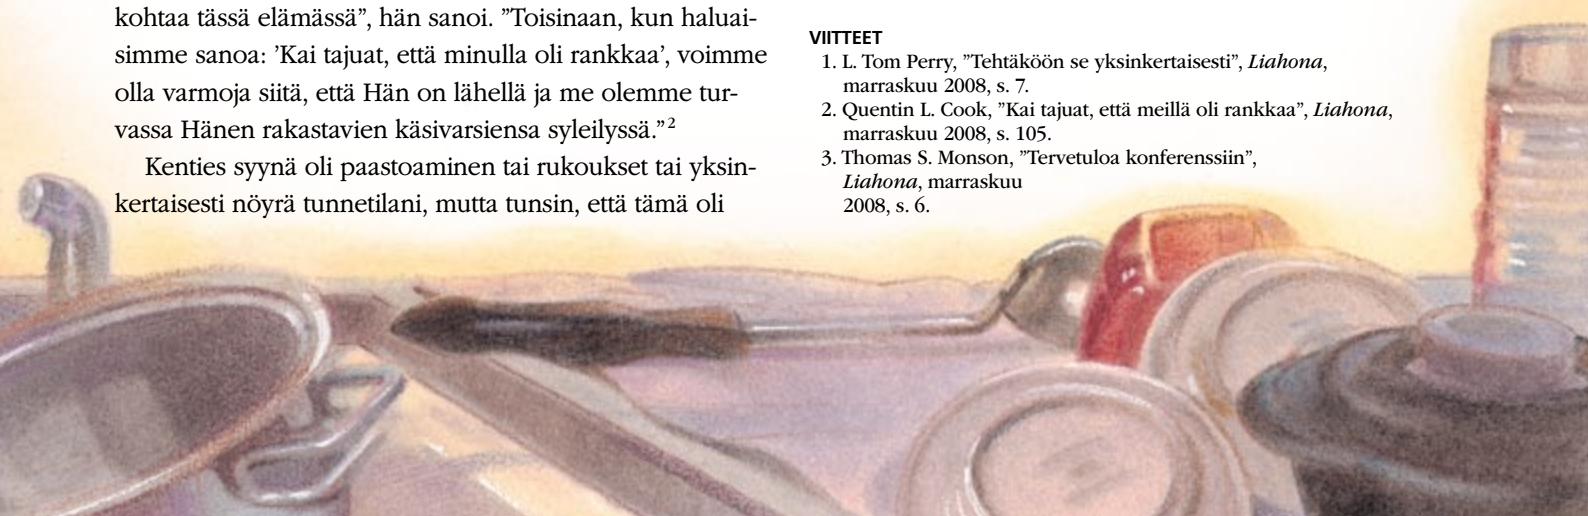 kohtaa tässä elämässä”, hän sanoi. ”Toisinaan, kun haluai-
simme sanoa: ’Kai tajuat, että minulla oli rankkaa’, voimme
olla varmoja siitä, että Hän on lähellä ja me olemme tur-
vassa Hänen rakastavien käsivarsiensa syleilyssä.”2
Kenties syynä oli paastoaminen tai rukoukset tai yksin-
kertaisesti nöyrä tunnetilani, mutta tunsin, että tämä oli
VIITTEET
1. L. Tom Perry, ”Tehtäköön se yksinkertaisesti”, Liahona,
marraskuu 2008, s. 7.
2. Quentin L. Cook, ”Kai tajuat, että meillä oli rankkaa”, Liahona,
marraskuu 2008, s. 105.
3. Thomas S. Monson, ”Tervetuloa konferenssiin”,
Liahona, marraskuu
2008, s. 6.